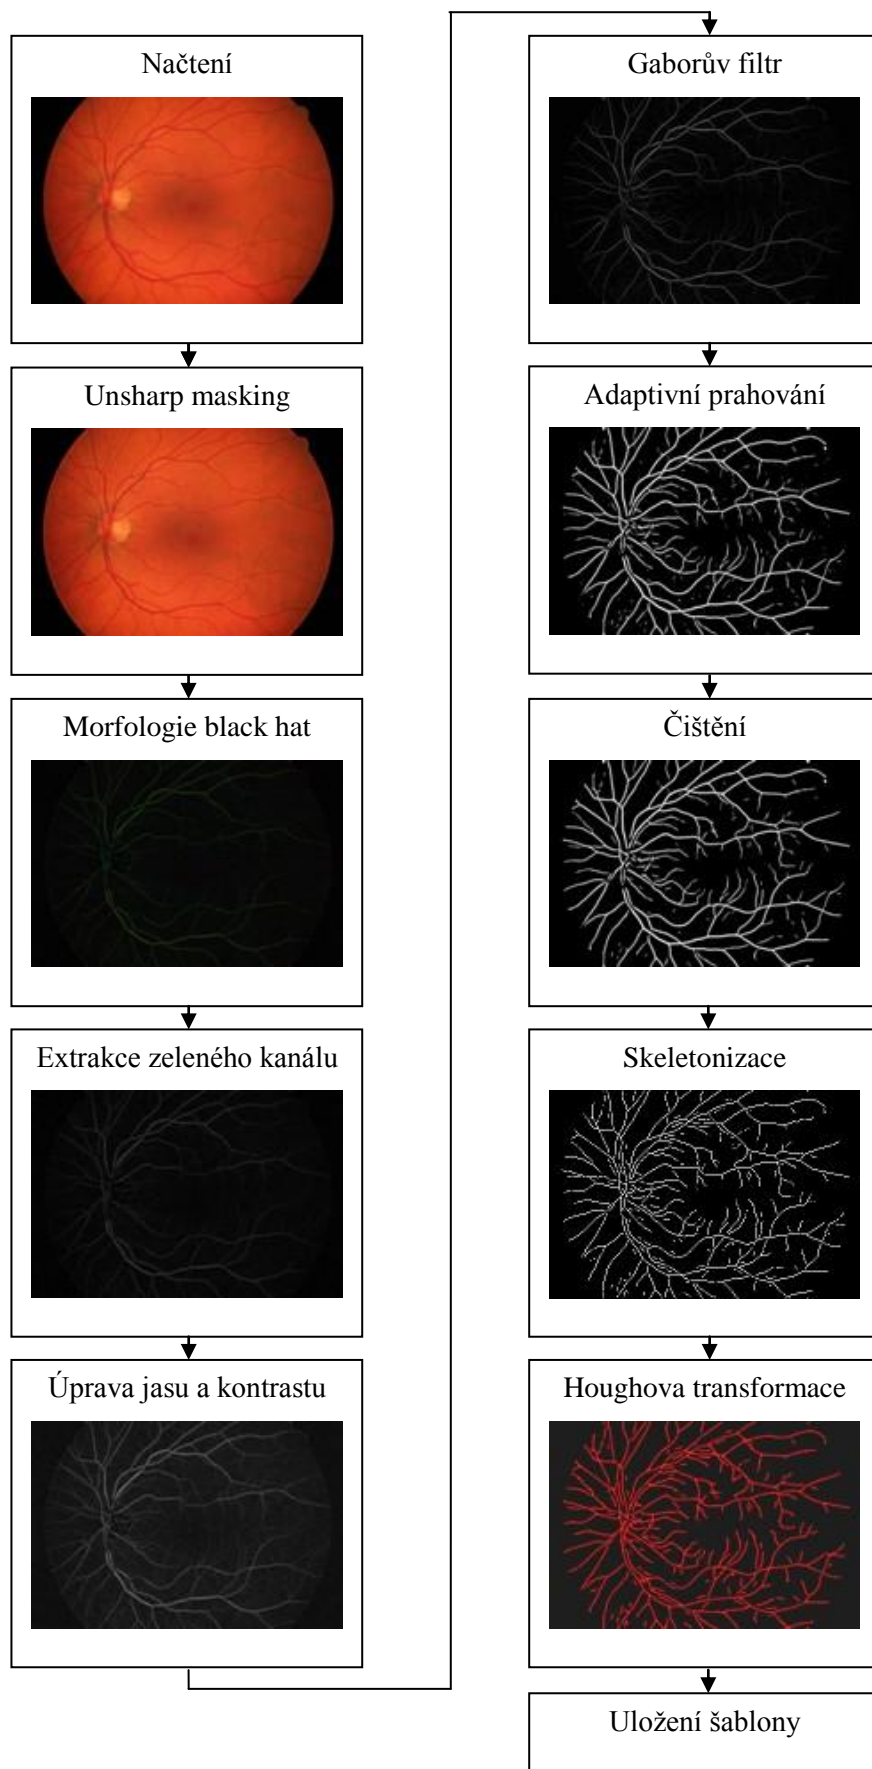 Načtení
Unsharp masking
Morfologie black hat
Extrakce zeleného kanálu
Úprava jasu a kontrastu
Gaborův filtr
Adaptivní prahování
Čištění
Skeletonizace
Houghova transformace
Uložení šablony